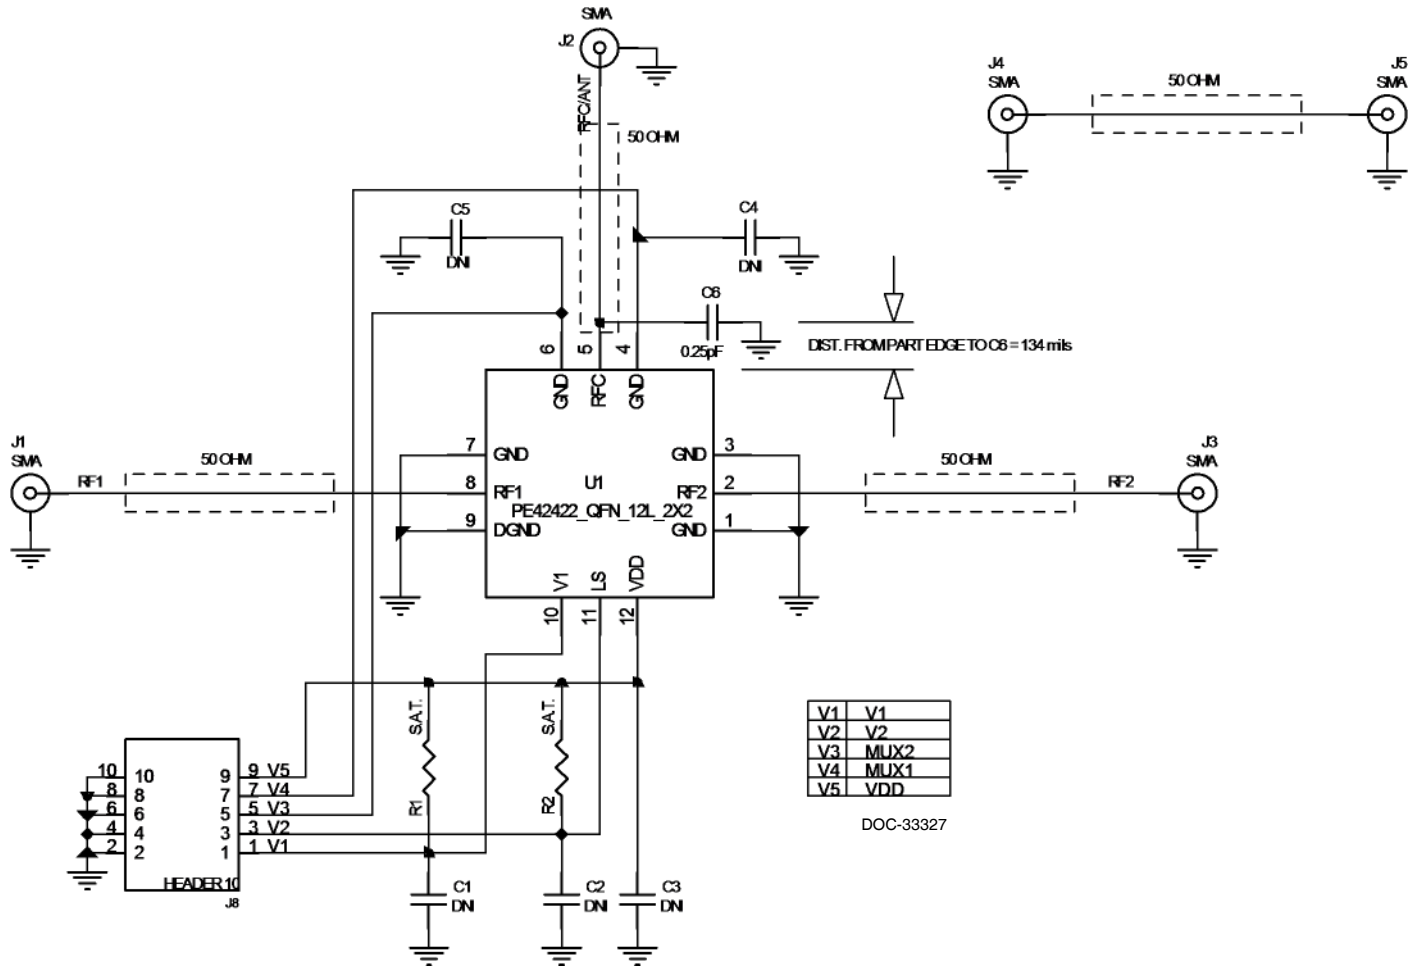 SMA
J2
RFC/ANT
50 OHM
J4
SMA
50 OHM
J5
SMA
C5
DNI
C4
DNI
C6
0.25pF
DIST. FROM PART EDGE TO C6 = 134 mils
6
5
4
GND
RFC
GND
J1
SMA
RF1
50 OHM
7
GND
8
RF1
9
DGND
U1
PE42422_QFN_12L_2X2
GND
3
RF2
2
GND
1
50 OHM
RF2
J3
SMA
V1
LS
VDD
10
11
12
S.A.T.
R1
S.A.T.
R2
10 10 9 9 V5
8 8 7 7 V4
6 6 5 5 V3
4 4 3 3 V2
2 2 1 1 V1
HEADER 10
J8
C1
DNI
C2
DNI
C3
DNI
V1 V1
V2 V2
V3 MUX2
V4 MUX1
V5 VDD
DOC-33327